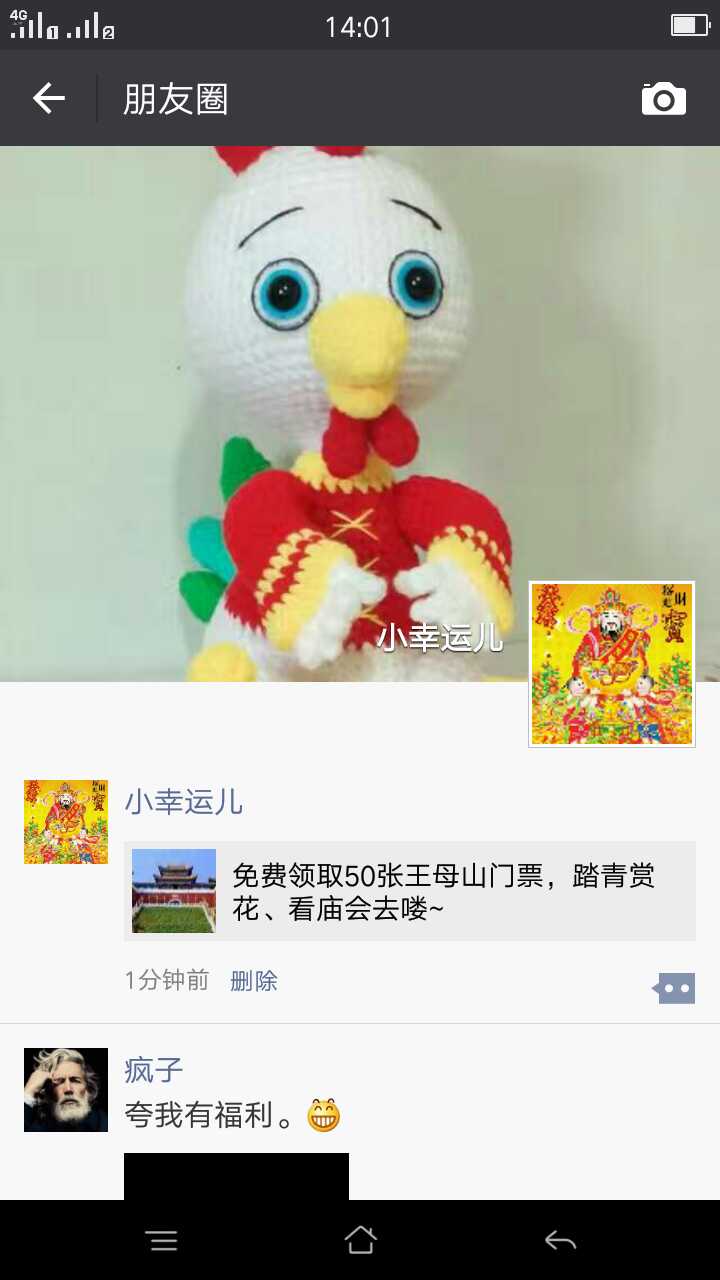 4G
1
2
14:01
朋友圈
小幸运儿
小幸运儿
免费领取50张王母山门票，踏青赏
花、看庙会去喽~
1分钟前 删除
疯子
夸我有福利。